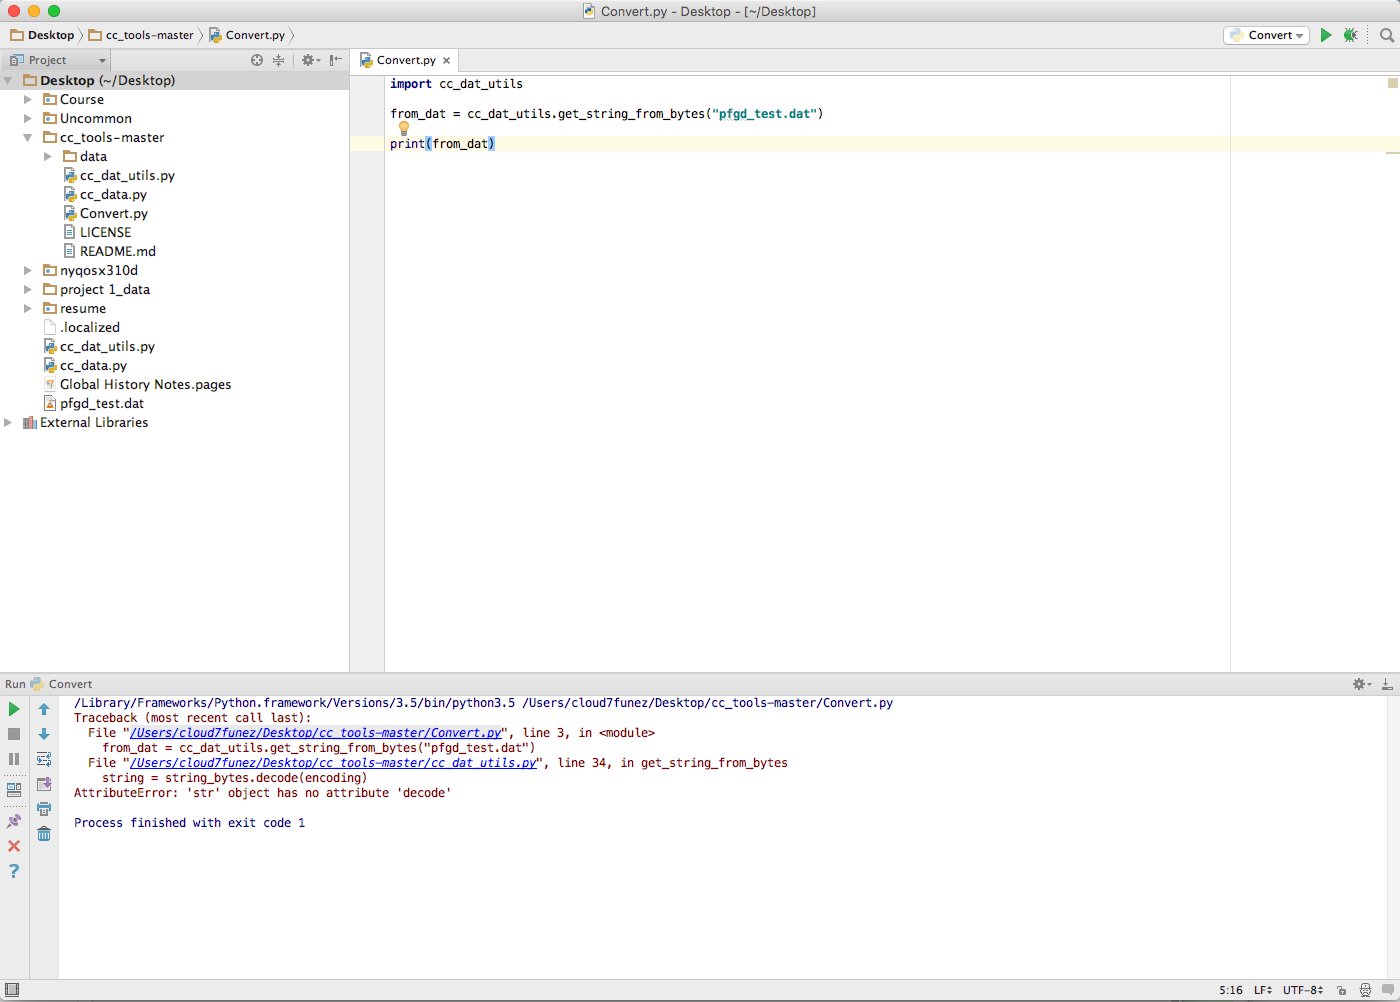 Convert.py - Desktop - [~/Desktop]
Desktop cc_tools-master Convert.py Convert
Project Convert.py
Desktop (~/Desktop)
Course
Uncommon
cc_tools-master
data
cc_dat_utils.py
cc_data.py
Convert.py
LICENSE
README.md
nyqosx310d
project 1_data
resume
.localized
cc_dat_utils.py
cc_data.py
Global History Notes.pages
pfgd_test.dat
External Libraries
import cc_dat_utils
from_dat = cc_dat_utils.get_string_from_bytes("pfgd_test.dat")
print(from_dat)
Run Convert
/Library/Frameworks/Python.framework/Versions/3.5/bin/python3.5 /Users/cloud7funez/Desktop/cc_tools-master/Convert.py
Traceback (most recent call last):
File "/Users/cloud7funez/Desktop/cc_tools-master/Convert.py", line 3, in <module>
from_dat = cc_dat_utils.get_string_from_bytes("pfgd_test.dat")
File "/Users/cloud7funez/Desktop/cc_tools-master/cc_dat_utils.py", line 34, in get_string_from_bytes
string = string_bytes.decode(encoding)
AttributeError: 'str' object has no attribute 'decode'
Process finished with exit code 1
5:16 LF UTF-8